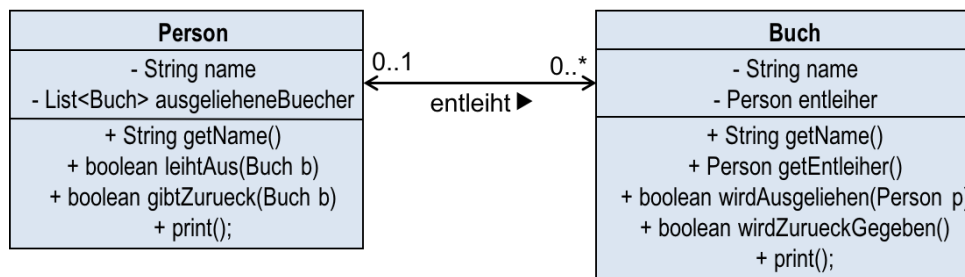 Person
- String name
- List<Buch> ausgelieheneBuecher
+ String getName()
+ boolean leihtAus(Buch b)
+ boolean gibtZurueck(Buch b)
+ print();
0..1
0..*
entleiht ▶
Buch
- String name
- Person entleiher
+ String getName()
+ Person getEntleiher()
+ boolean wirdAusgeliehen(Person p)
+ boolean wirdZurueckGegeben()
+ print();